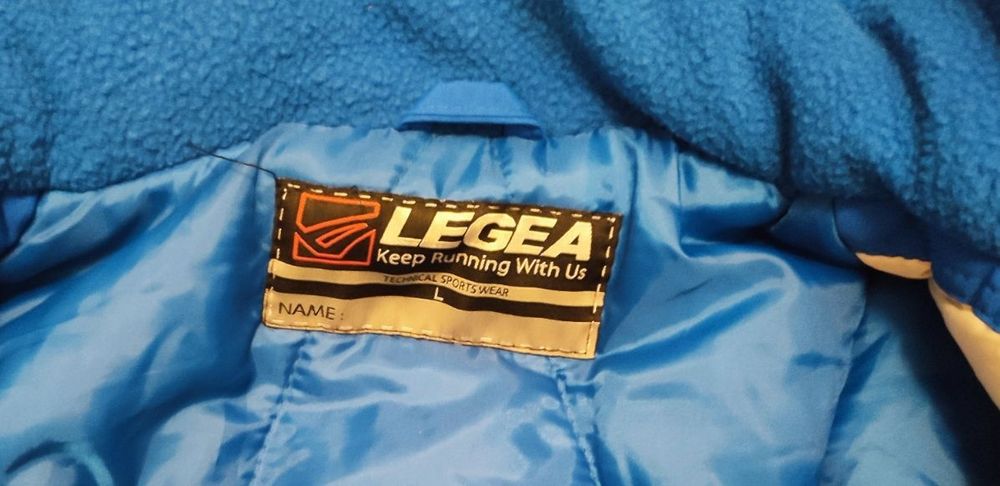 LEGEA
Keep Running With Us
TECHNICAL SPORTS WEAR
L
NAME :